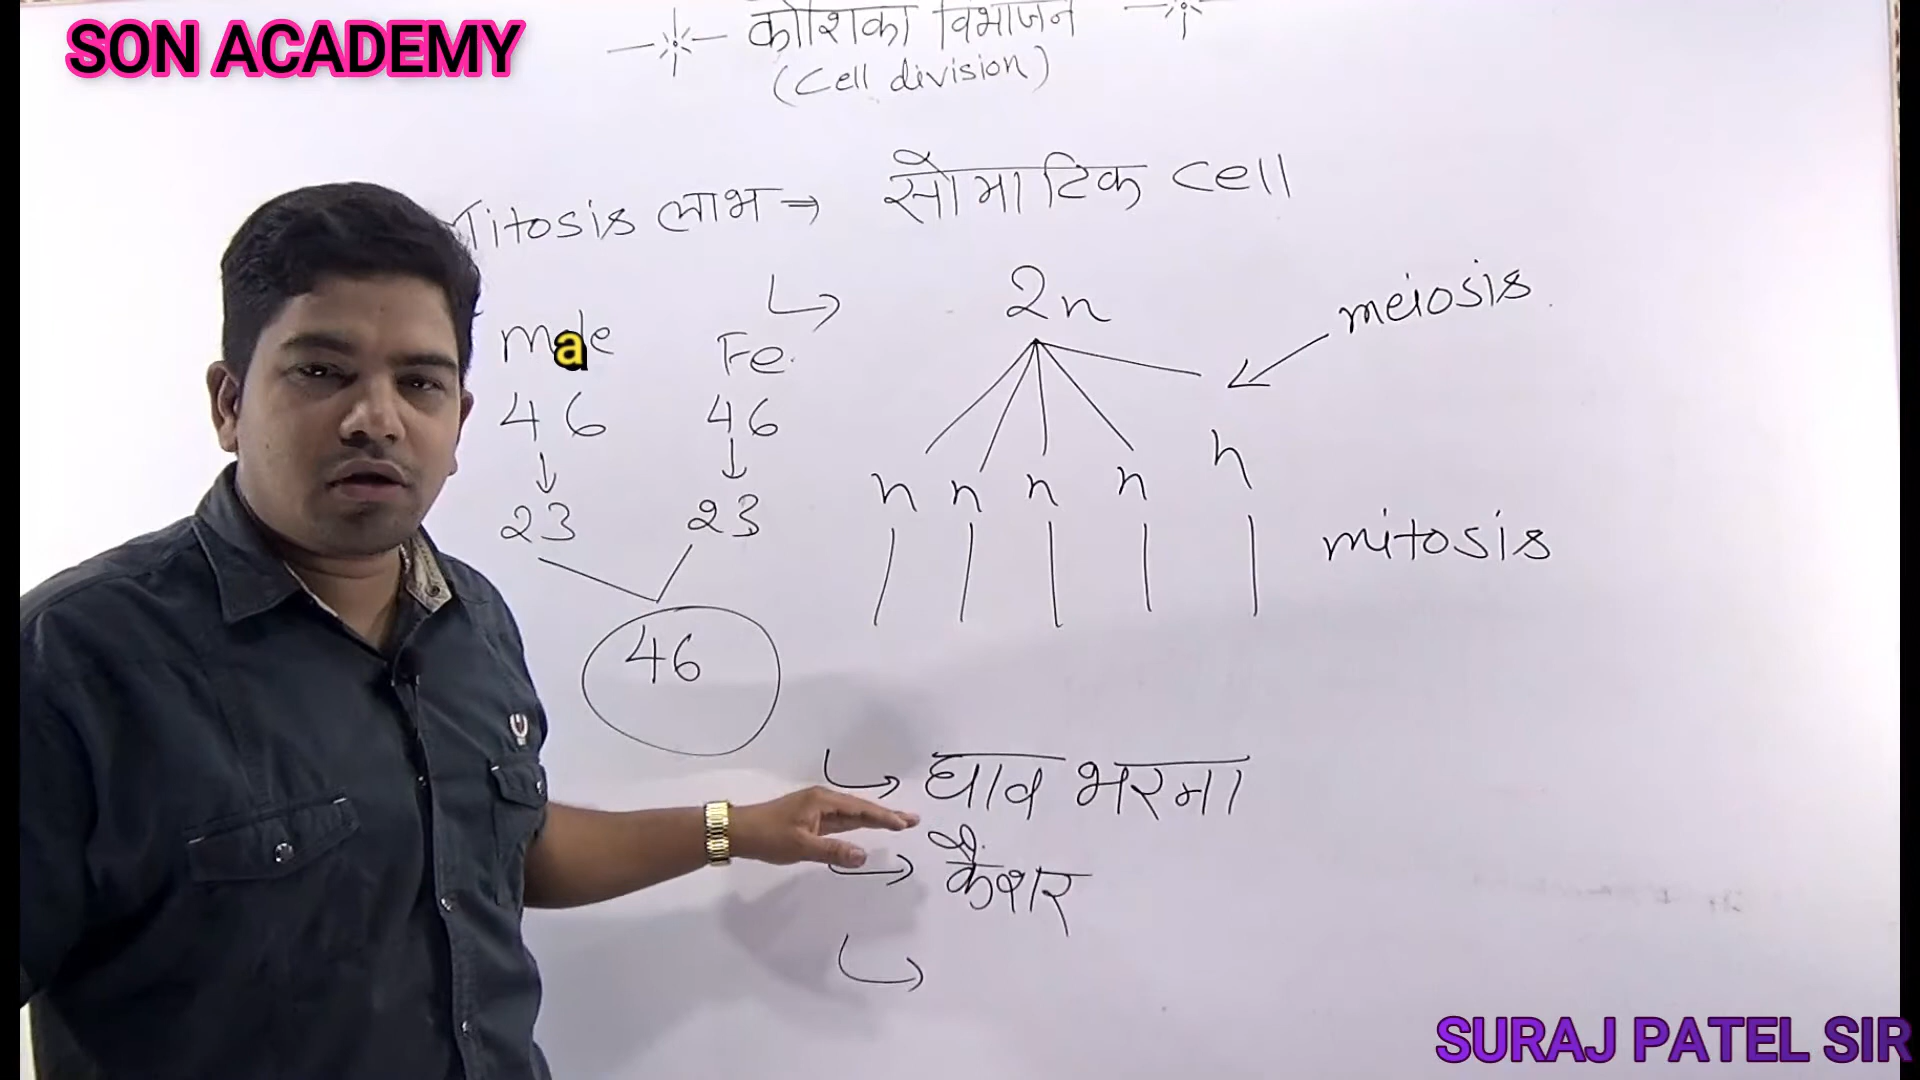 SON ACADEMY
कोशिका विभाजन
(Cell division)
Mitosis लाभ ⇒ सोमाटिक Cell
2n
meiosis
male Fe.
46 46
23 23
n n n n n
mitosis
46
घाव भरना
कैंशर
SURAJ PATEL SIR